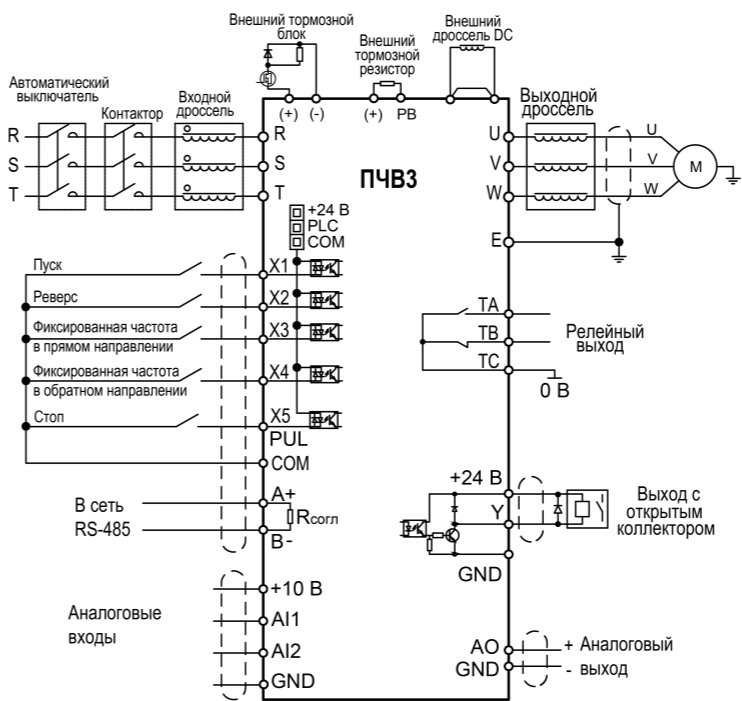 Внешний тормозной
блок
Внешний
тормозной
резистор
Внешний
дроссель DC
Автоматический
выключатель
Контактор
Входной
дроссель
Выходной
дроссель
(+) (-) (+) PB
R R U U
S S V V M
T T W W
ПЧВ3
+24 В
PLC
COM
E
Пуск X1
Реверс X2
Фиксированная частота
в прямом направлении
X3
Фиксированная частота
в обратном направлении
X4
Стоп X5
PUL
COM
TA
TB
TC
Релейный
выход
0 В
В сеть
RS-485
A+
Rсогл
B-
+24 В
Y
GND
Выход с
открытым
коллектором
Аналоговые
входы
+10 В
AI1
AI2
GND
AO
GND
+ Аналоговый
- выход